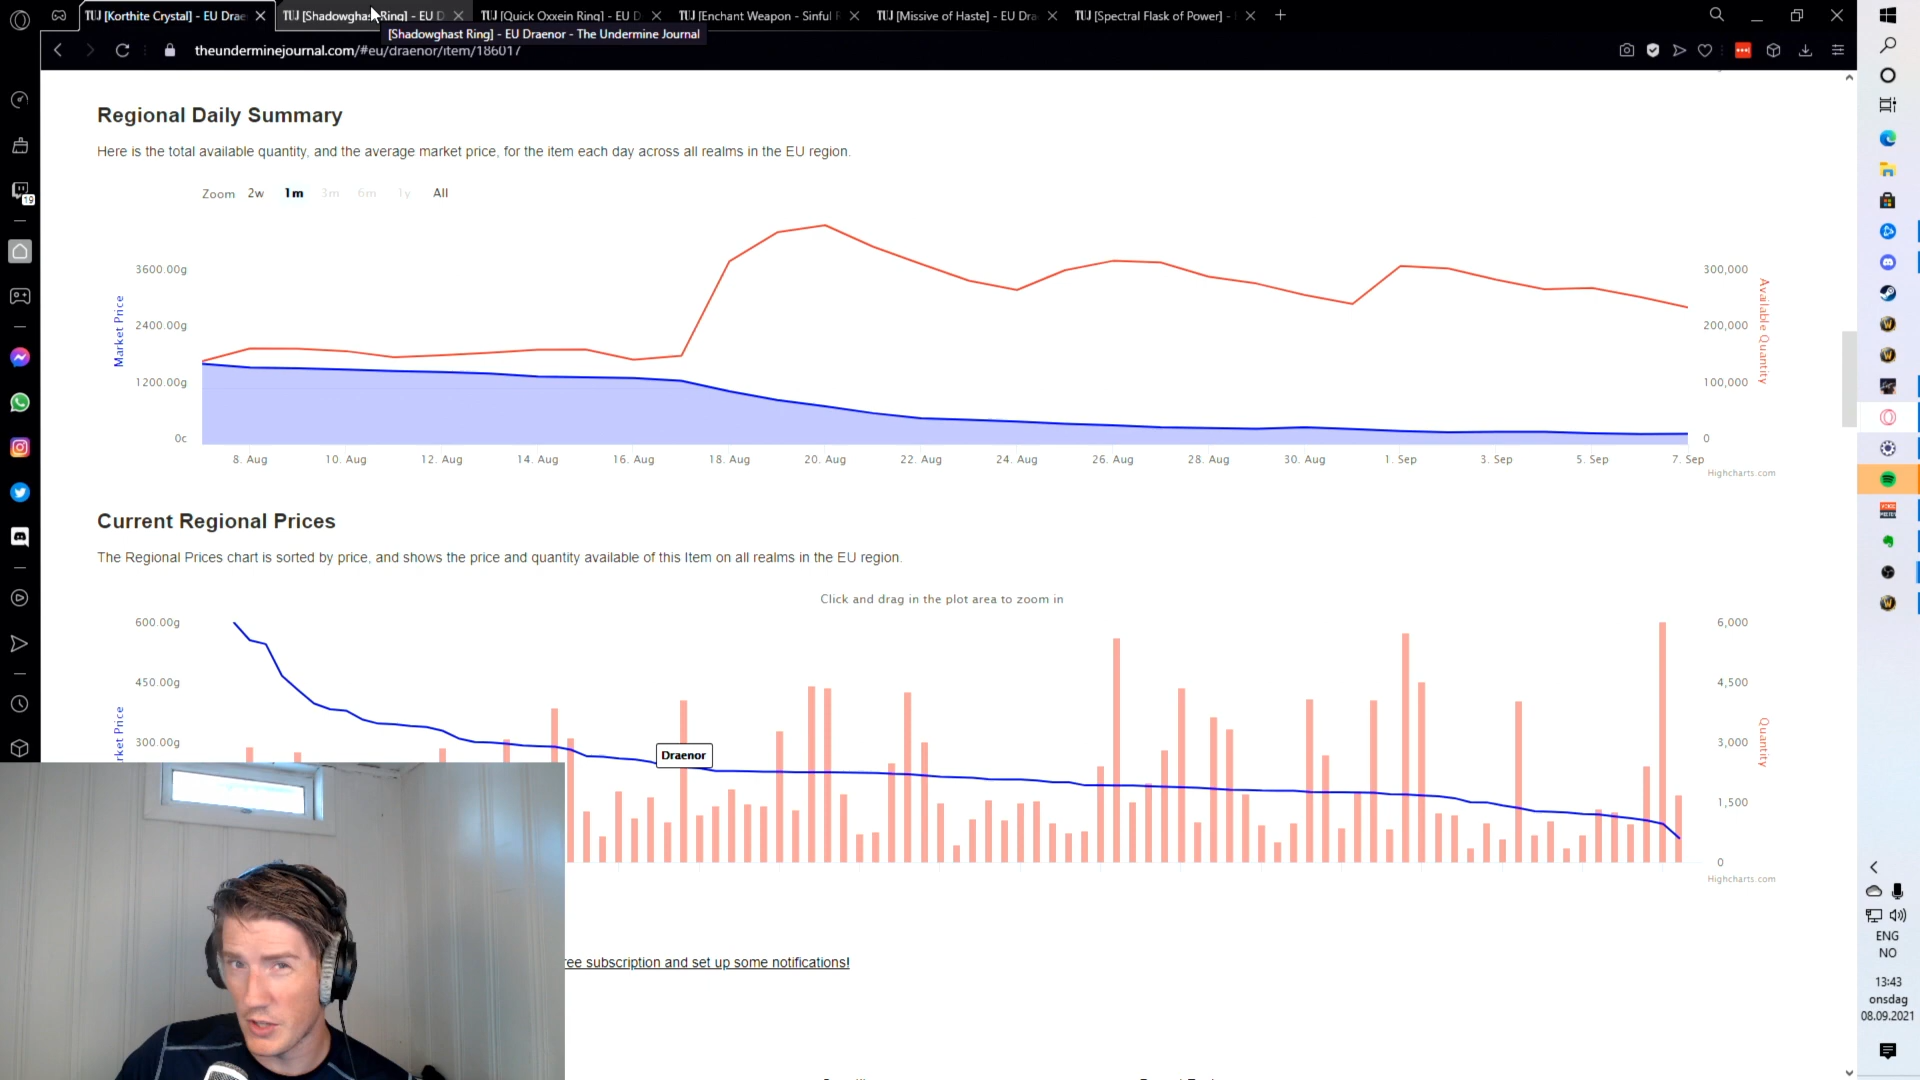 TUJ [Korthite Crystal] - EU Drae
TUJ [Shadowghast Ring] - EU D
TUJ [Quick Oxxein Ring] - EU D
TUJ [Enchant Weapon - Sinful R
TUJ [Missive of Haste] - EU Dra
TUJ [Spectral Flask of Power] -
[Shadowghast Ring] - EU Draenor - The Undermine Journal
theunderminejournal.com/#eu/draenor/item/186017
19
Regional Daily Summary
Here is the total available quantity, and the average market price, for the item each day across all realms in the EU region.
Zoom 2w 1m 3m 6m 1y All
3600.00g
2400.00g
1200.00g
0c
Market Price
300,000
200,000
100,000
0
Available Quantity
8. Aug 10. Aug 12. Aug 14. Aug 16. Aug 18. Aug 20. Aug 22. Aug 24. Aug 26. Aug 28. Aug 30. Aug 1. Sep 3. Sep 5. Sep 7. Sep
Highcharts.com
Current Regional Prices
The Regional Prices chart is sorted by price, and shows the price and quantity available of this Item on all realms in the EU region.
Click and drag in the plot area to zoom in
600.00g
450.00g
300.00g
rket Price
Draenor
6,000
4,500
3,000
1,500
0
Quantity
Highcharts.com
ree subscription and set up some notifications!
ENG
NO
13:43
onsdag
08.09.2021